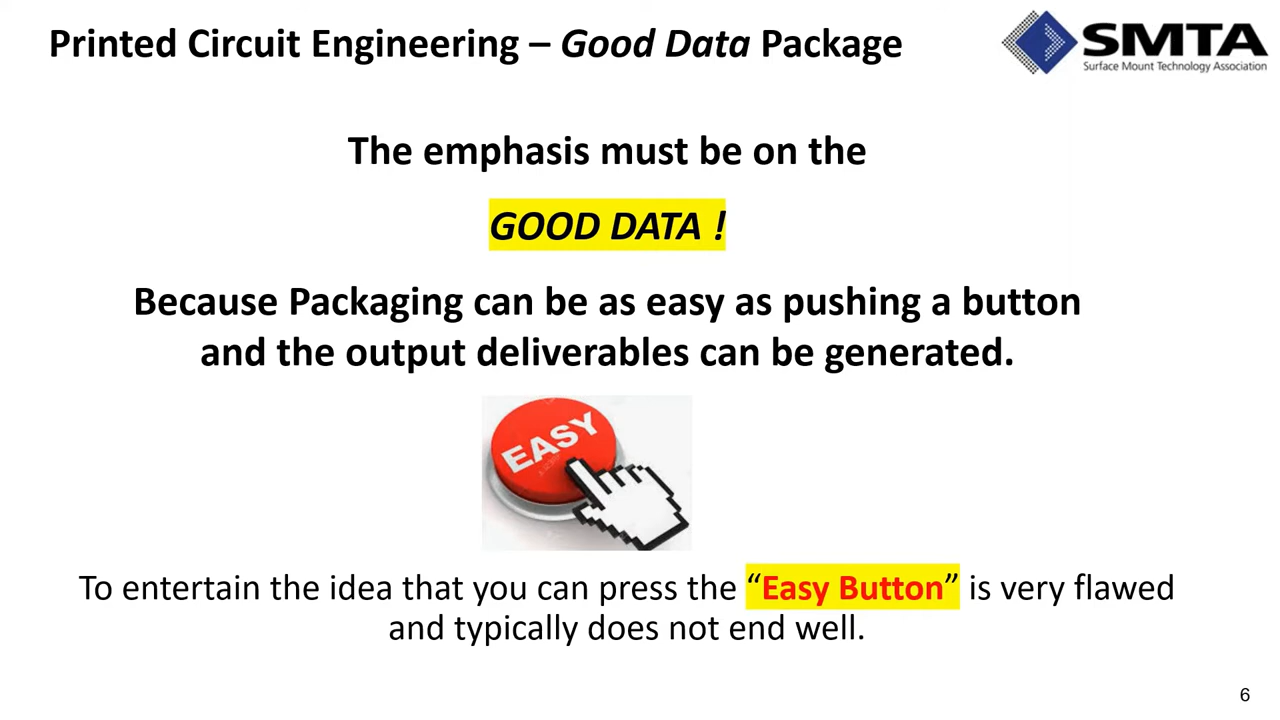 Printed Circuit Engineering – Good Data Package
SMTA
Surface Mount Technology Association
The emphasis must be on the
GOOD DATA !
Because Packaging can be as easy as pushing a button
and the output deliverables can be generated.
EASY
To entertain the idea that you can press the “Easy Button” is very flawed
and typically does not end well.
6